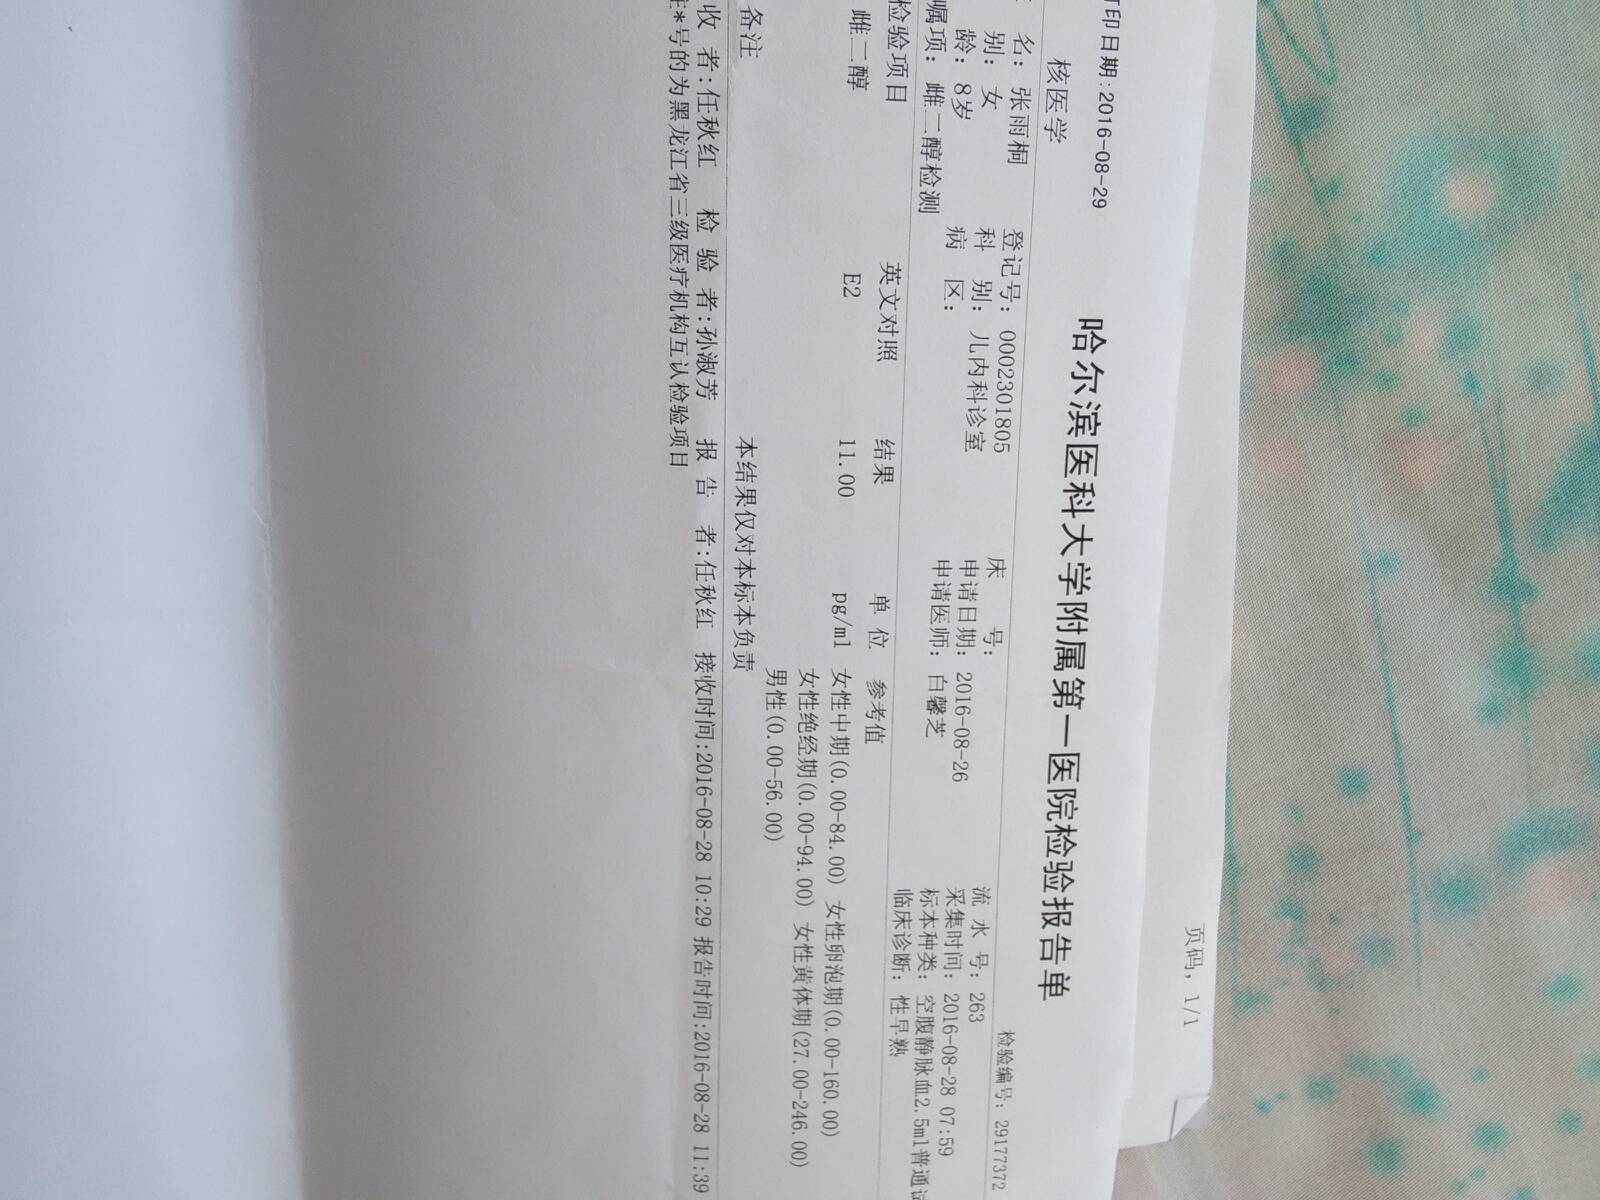 打印日期:2016-08-29
页码, 1/1
哈尔滨医科大学附属第一医院检验报告单
核医学
检验编号: 29177372
名: 张雨桐 登记号: 0002301805 床 号: 流 水 号: 263
别: 女 科 别: 儿内科诊室 申请日期: 2016-08-26 采集时间: 2016-08-28 07:59
龄: 8岁 病 区: 申请医师: 白馨芝 标本种类: 空腹静脉血2.5ml普通试
嘱项: 雌二醇检测 临床诊断: 性早熟
检验项目 英文对照 结果 单 位 参考值
雌二醇 E2 11.00 pg/ml 女性中期(0.00-84.00) 女性卵泡期(0.00-160.00)
女性绝经期(0.00-94.00) 女性黄体期(27.00-246.00)
男性(0.00-56.00)
备注 本结果仅对本标本负责
收 者:任秋红 检 验 者:孙淑芳 报 告 者:任秋红 接收时间:2016-08-28 10:29 报告时间:2016-08-28 11:39
注*号的为黑龙江省三级医疗机构互认检验项目